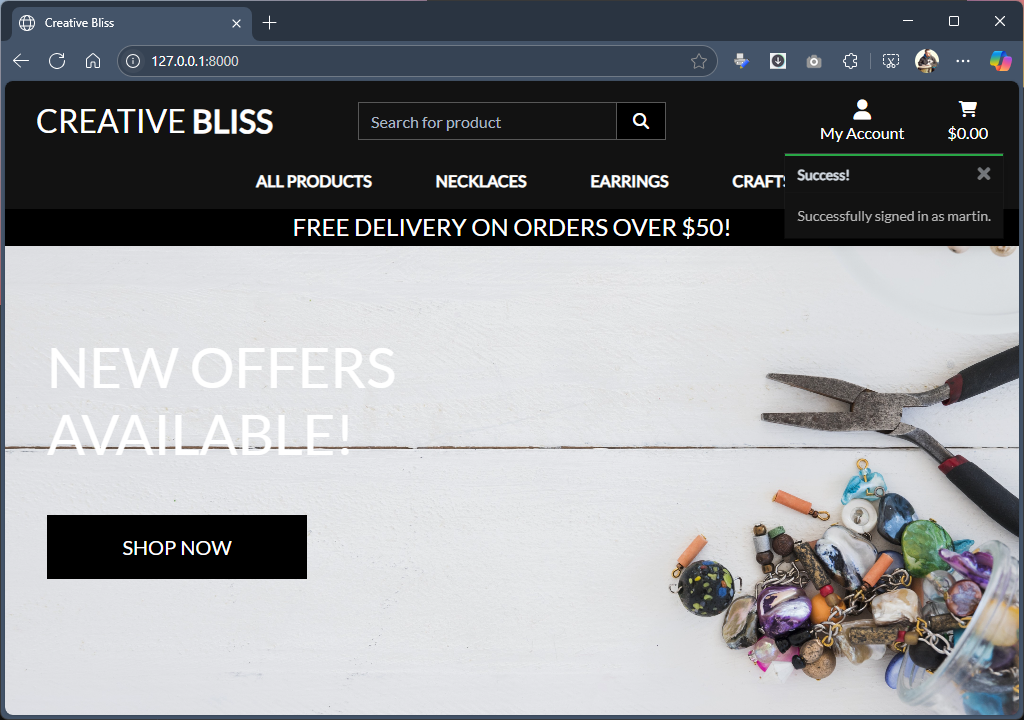 Creative Bliss
127.0.0.1:8000
CREATIVE BLISS
Search for product
My Account
$0.00
ALL PRODUCTS NECKLACES EARRINGS CRAFTS
Success!
Successfully signed in as martin.
FREE DELIVERY ON ORDERS OVER $50!
NEW OFFERS
AVAILABLE!
SHOP NOW